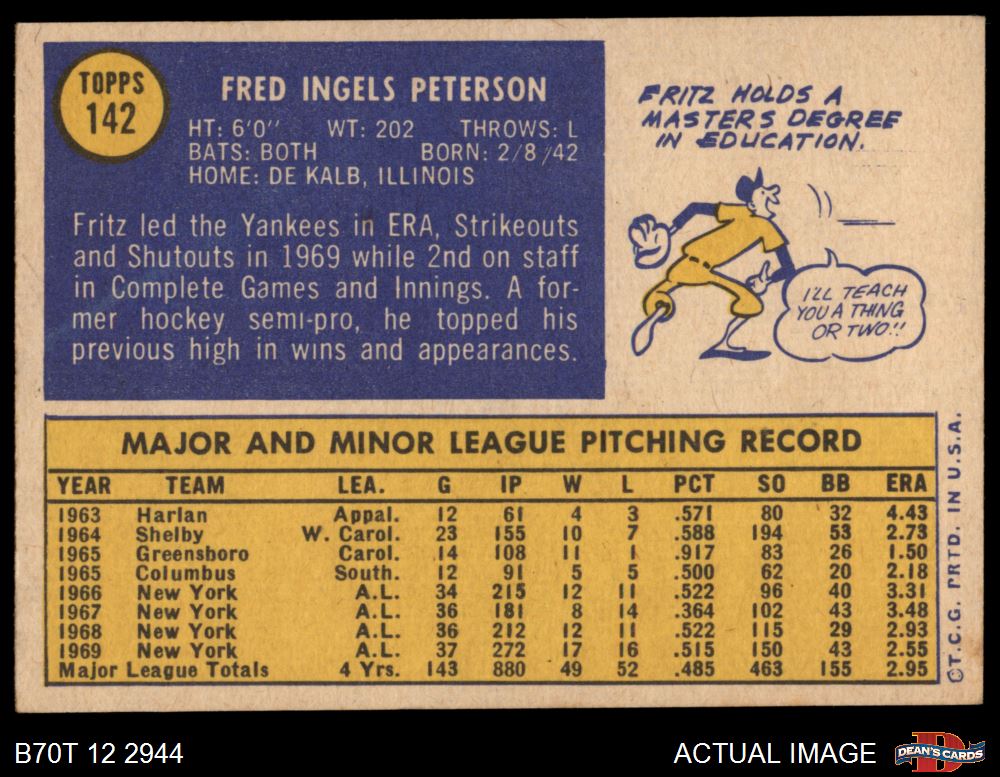 TOPPS
142
FRED INGELS PETERSON
HT: 6'0" WT: 202 THROWS: L
BATS: BOTH BORN: 2/8/42
HOME: DE KALB, ILLINOIS
Fritz led the Yankees in ERA, Strikeouts
and Shutouts in 1969 while 2nd on staff
in Complete Games and Innings. A for-
mer hockey semi-pro, he topped his
previous high in wins and appearances.
FRITZ HOLDS A
MASTERS DEGREE
IN EDUCATION.
I'LL TEACH
YOU A THING
OR TWO!!
MAJOR AND MINOR LEAGUE PITCHING RECORD
YEAR TEAM LEA. G IP W L PCT SO BB ERA
1963 Harlan Appal. 12 61 4 3 .571 80 32 4.43
1964 Shelby W. Carol. 23 155 10 7 .588 194 53 2.73
1965 Greensboro Carol. 14 108 11 1 .917 83 26 1.50
1965 Columbus South. 12 91 5 5 .500 62 20 2.18
1966 New York A.L. 34 215 12 11 .522 96 40 3.31
1967 New York A.L. 36 181 8 14 .364 102 43 3.48
1968 New York A.L. 36 212 12 11 .522 115 29 2.93
1969 New York A.L. 37 272 17 16 .515 150 43 2.55
Major League Totals 4 Yrs. 143 880 49 52 .485 463 155 2.95
©T.C.G. PRTD. IN U.S.A.
B70T 12 2944
ACTUAL IMAGE
DEAN'S CARDS